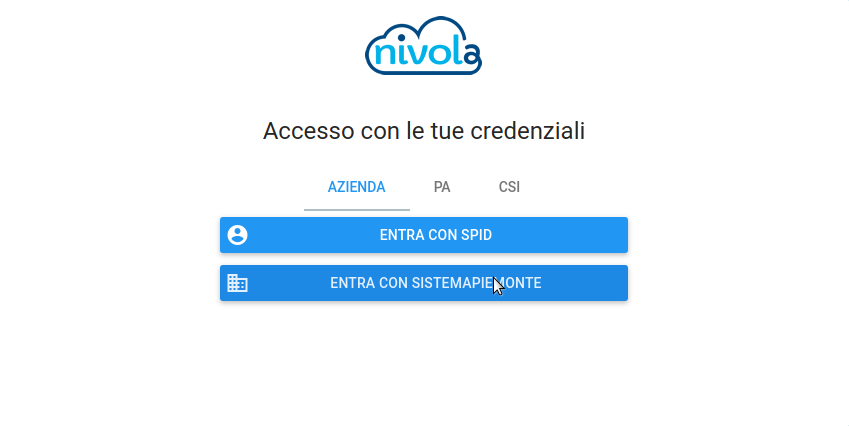 nivola
Accesso con le tue credenziali
AZIENDA PA CSI
ENTRA CON SPID
ENTRA CON SISTEMAPIEMONTE